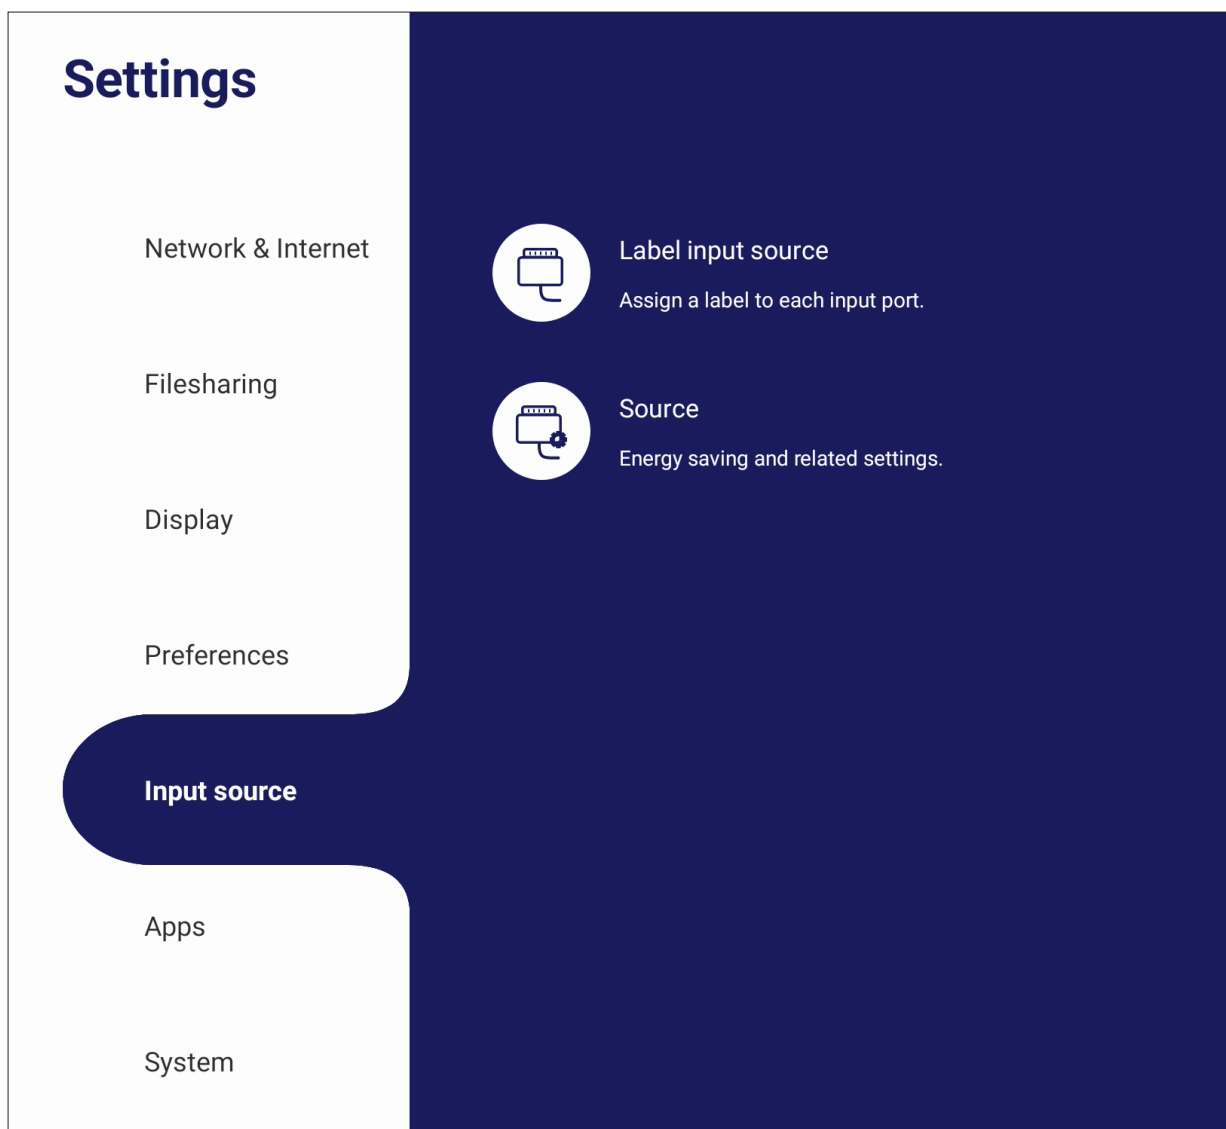 Settings
Network & Internet
Filesharing
Display
Preferences
Input source
Apps
System
Label input source
Assign a label to each input port.
Source
Energy saving and related settings.